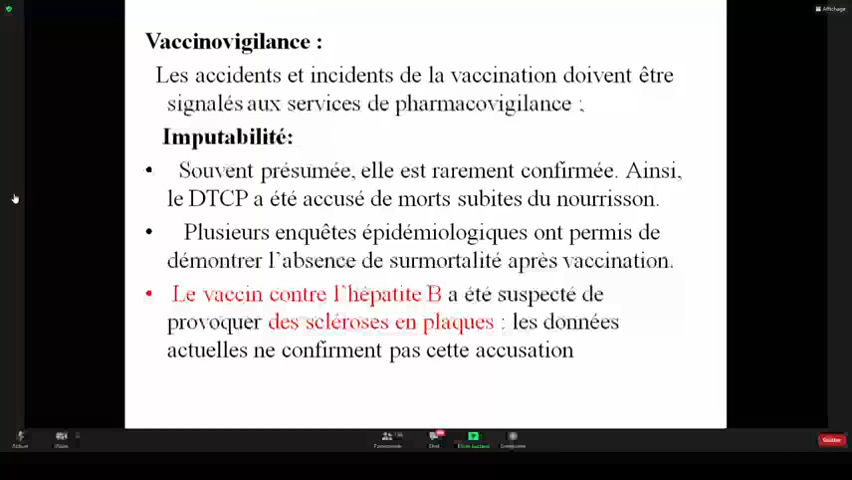 Affichage
Vaccinovigilance :
Les accidents et incidents de la vaccination doivent être
signalés aux services de pharmacovigilance ;
Imputabilité:
• Souvent présumée, elle est rarement confirmée. Ainsi,
le DTCP a été accusé de morts subites du nourrisson.
• Plusieurs enquêtes épidémiologiques ont permis de
démontrer l'absence de surmortalité après vaccination.
• Le vaccin contre l'hépatite B a été suspecté de
provoquer des scléroses en plaques : les données
actuelles ne confirment pas cette accusation
Quitter